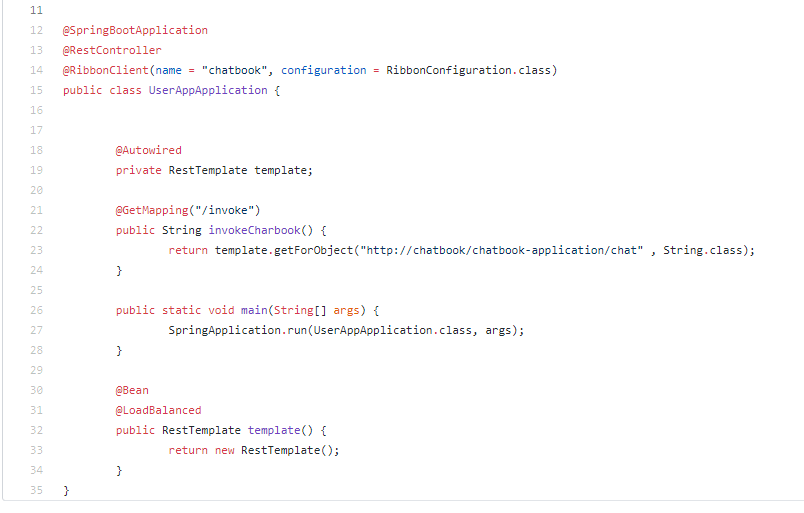 11
12 @SpringBootApplication
13 @RestController
14 @RibbonClient(name = "chatbook", configuration = RibbonConfiguration.class)
15 public class UserAppApplication {
16
17
18 @Autowired
19 private RestTemplate template;
20
21 @GetMapping("/invoke")
22 public String invokeCharbook() {
23 return template.getForObject("http://chatbook/chatbook-application/chat" , String.class);
24 }
25
26 public static void main(String[] args) {
27 SpringApplication.run(UserAppApplication.class, args);
28 }
29
30 @Bean
31 @LoadBalanced
32 public RestTemplate template() {
33 return new RestTemplate();
34 }
35 }